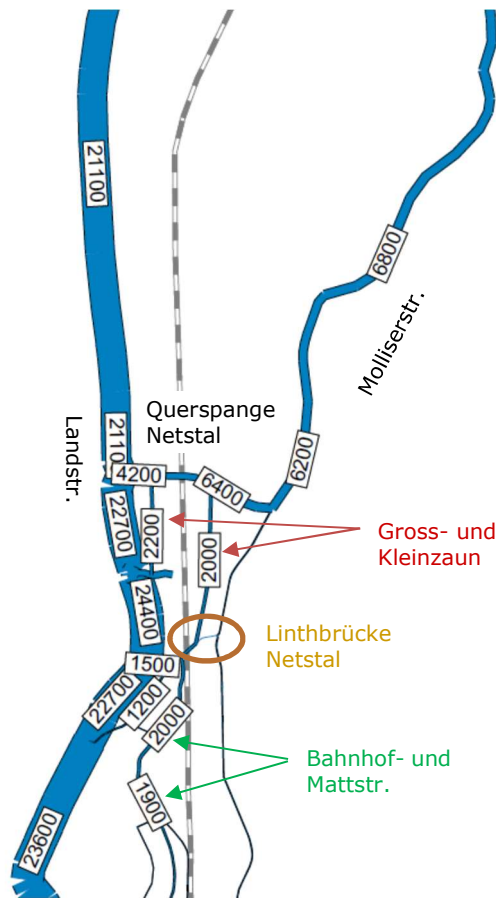 21100
6800
Molliserstr.
Landstr.
Querspange
Netstal
2110
4200
6400
6200
22700
2200
2000
Gross- und
Kleinzaun
24400
Linthbrücke
Netstal
1500
22700
1200
2000
Bahnhof- und
Mattstr.
1900
23600